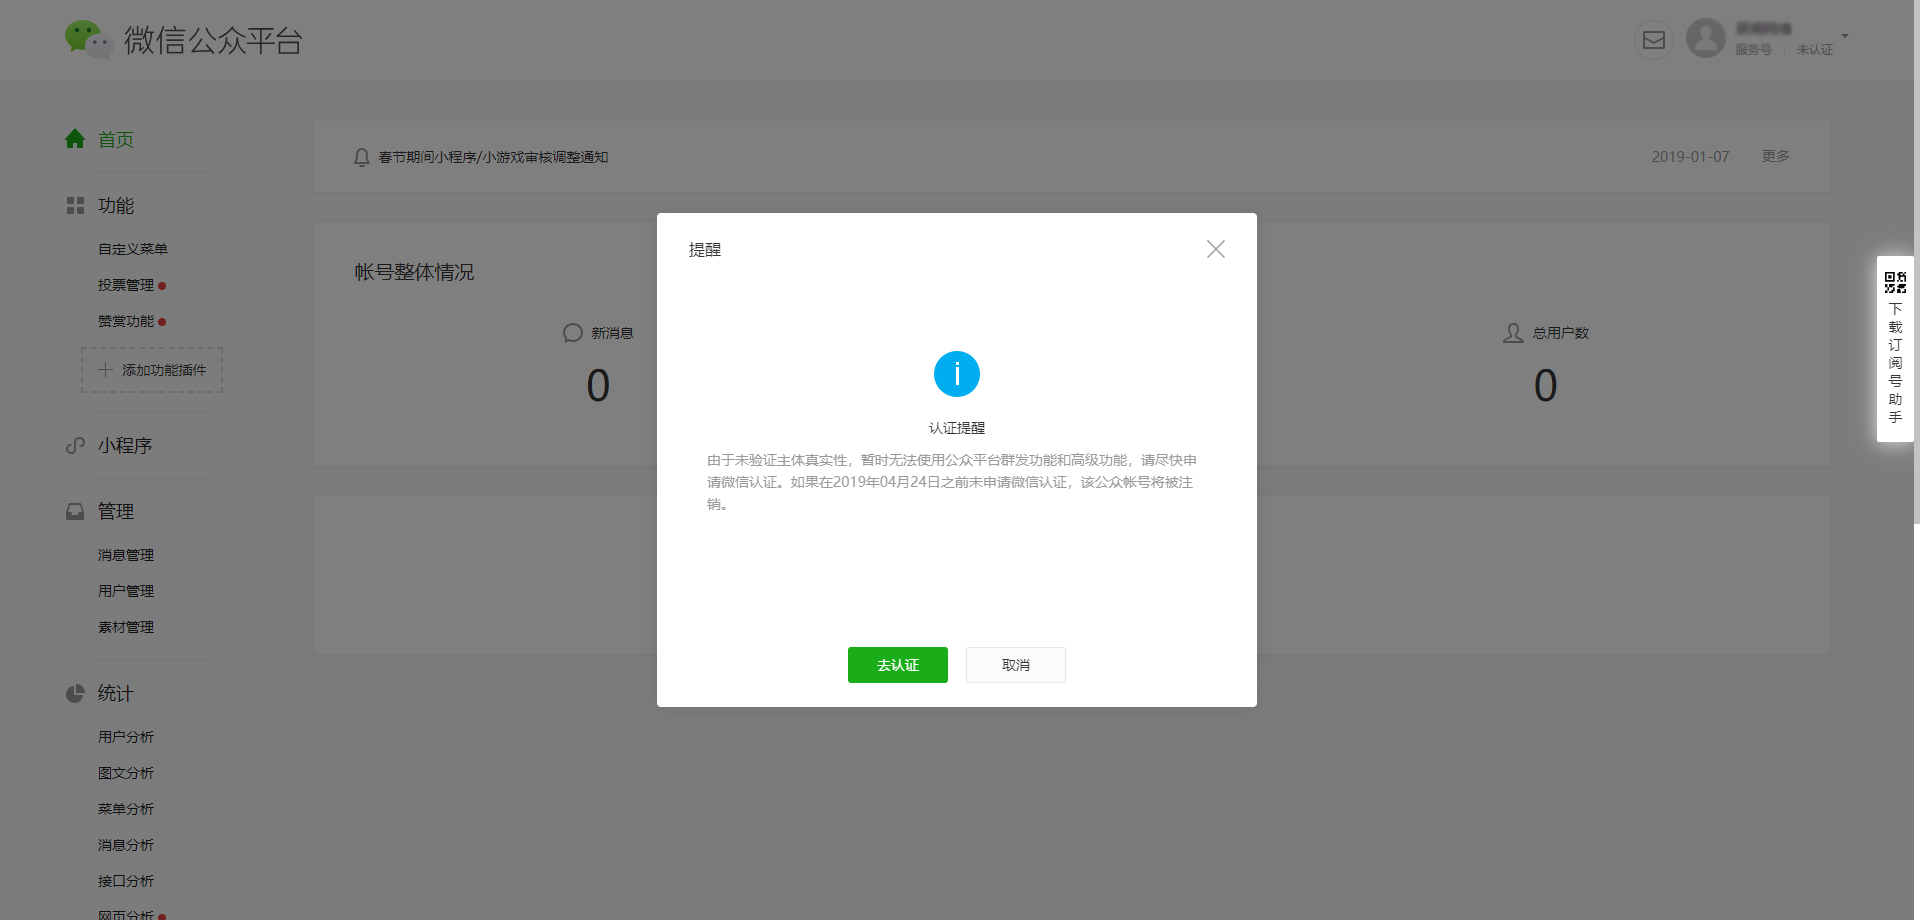 微信公众平台
服务号 未认证
首页
功能
自定义菜单
投票管理
赞赏功能
添加功能插件
小程序
管理
消息管理
用户管理
素材管理
统计
用户分析
图文分析
菜单分析
消息分析
接口分析
网页分析
春节期间小程序/小游戏审核调整通知 2019-01-07 更多
帐号整体情况
新消息
0
总用户数
0
提醒
认证提醒
由于未验证主体真实性，暂时无法使用公众平台群发功能和高级功能，请尽快申
请微信认证。如果在2019年04月24日之前未申请微信认证，该公众帐号将被注
销。
去认证 取消
下载订阅号助手